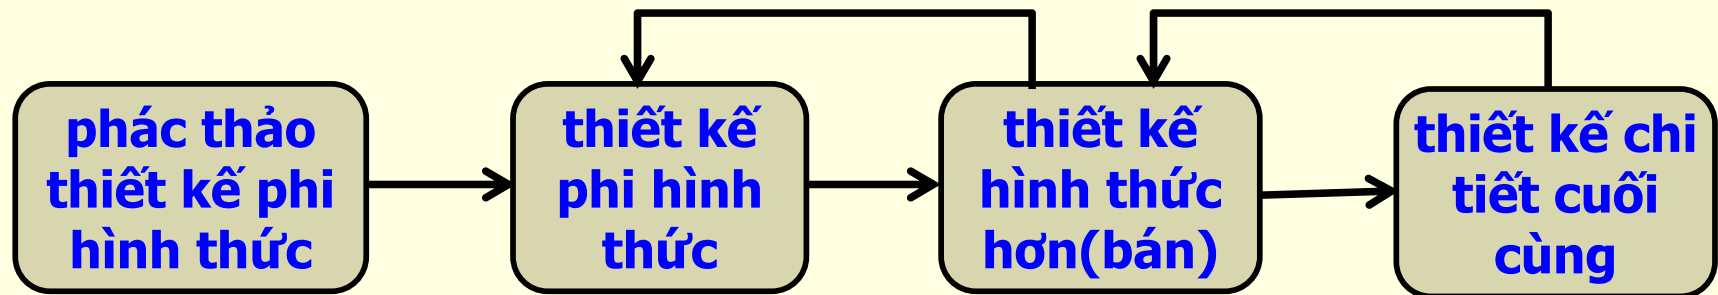 phác thảo
thiết kế phi
hình thức
thiết kế
phi hình
thức
thiết kế
hình thức
hơn(bán)
thiết kế chi
tiết cuối
cùng